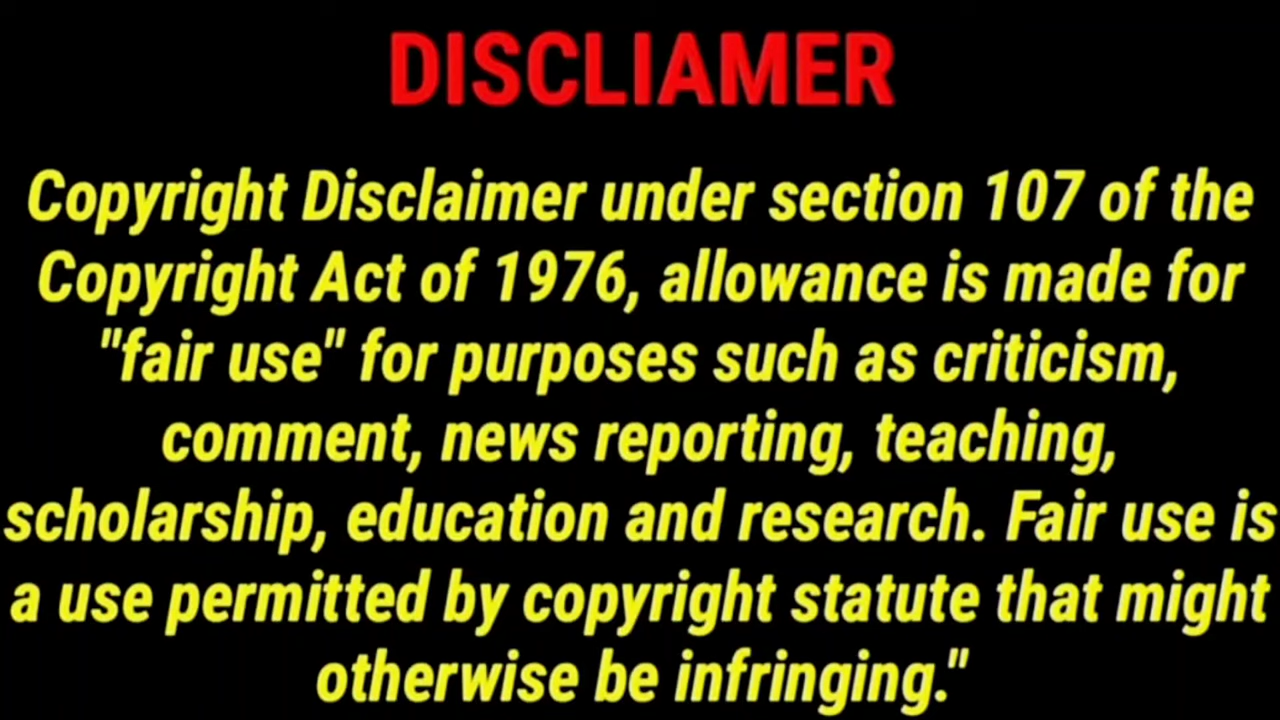 DISCLIAMER
Copyright Disclaimer under section 107 of the
Copyright Act of 1976, allowance is made for
"fair use" for purposes such as criticism,
comment, news reporting, teaching,
scholarship, education and research. Fair use is
a use permitted by copyright statute that might
otherwise be infringing."